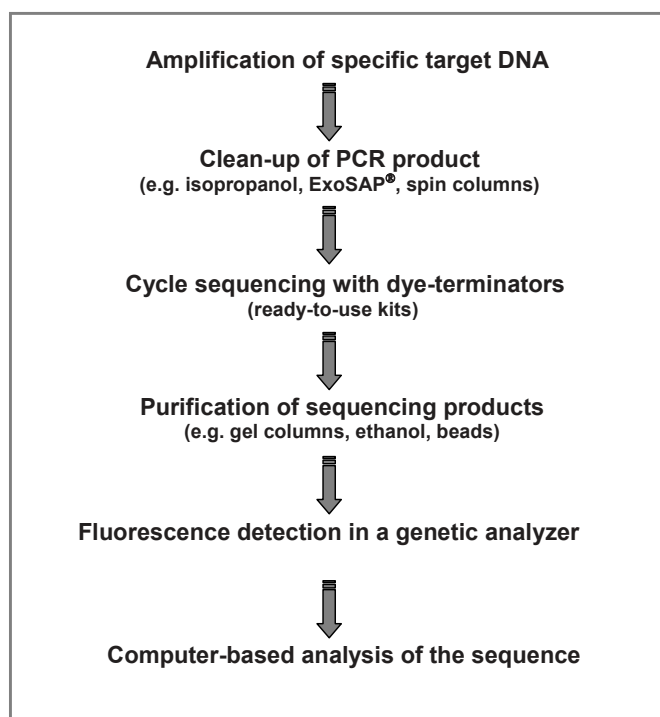 Amplification of specific target DNA
Clean-up of PCR product
(e.g. isopropanol, ExoSAP®, spin columns)
Cycle sequencing with dye-terminators
(ready-to-use kits)
Purification of sequencing products
(e.g. gel columns, ethanol, beads)
Fluorescence detection in a genetic analyzer
Computer-based analysis of the sequence